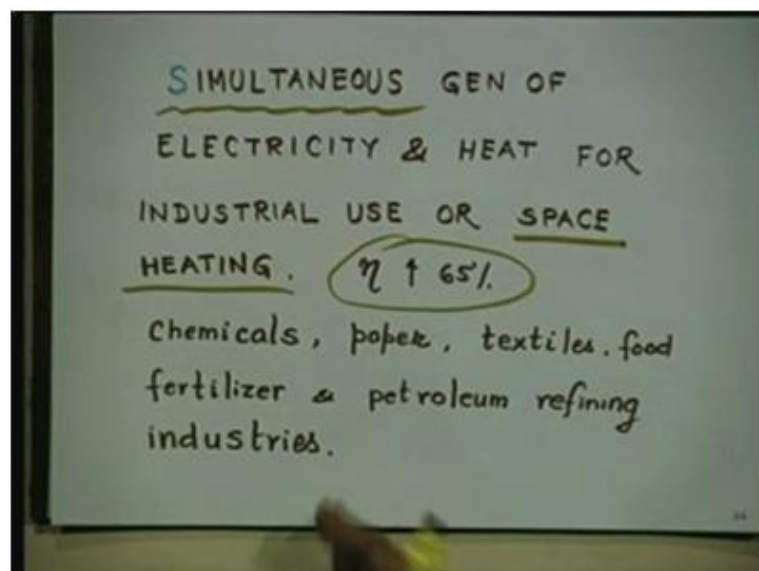 SIMULTANEOUS GEN OF
ELECTRICITY & HEAT FOR
INDUSTRIAL USE OR SPACE
HEATING. η ↑ 65%
Chemicals, paper, textiles, food
fertilizer & petroleum refining
industries.